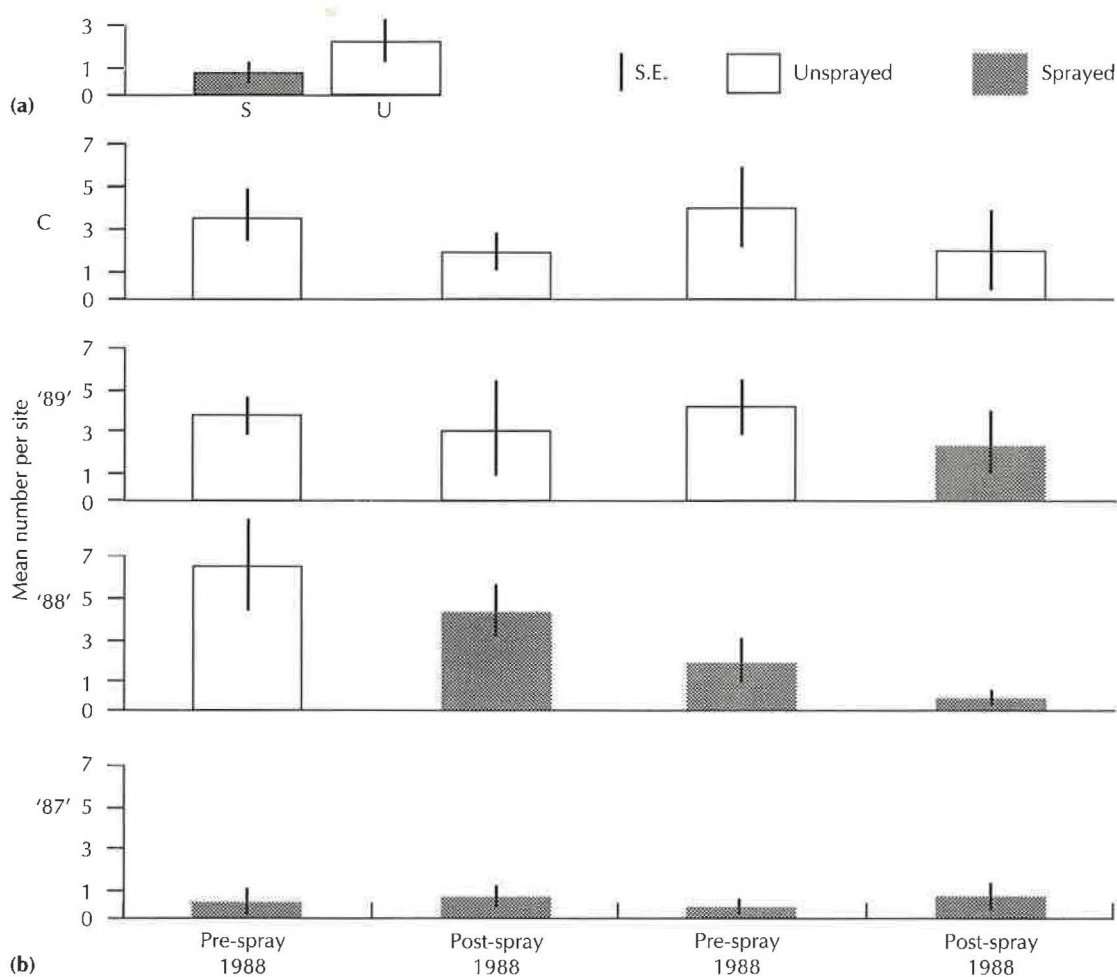 3
1
0
(a)
S
U
S.E.
Unsprayed
Sprayed
Mean number per site
C
7
5
3
1
0
'89'
7
5
3
1
0
'88'
7
5
3
1
0
'87'
7
5
3
1
0
(b)
Pre-spray
1988
Post-spray
1988
Pre-spray
1988
Post-spray
1988